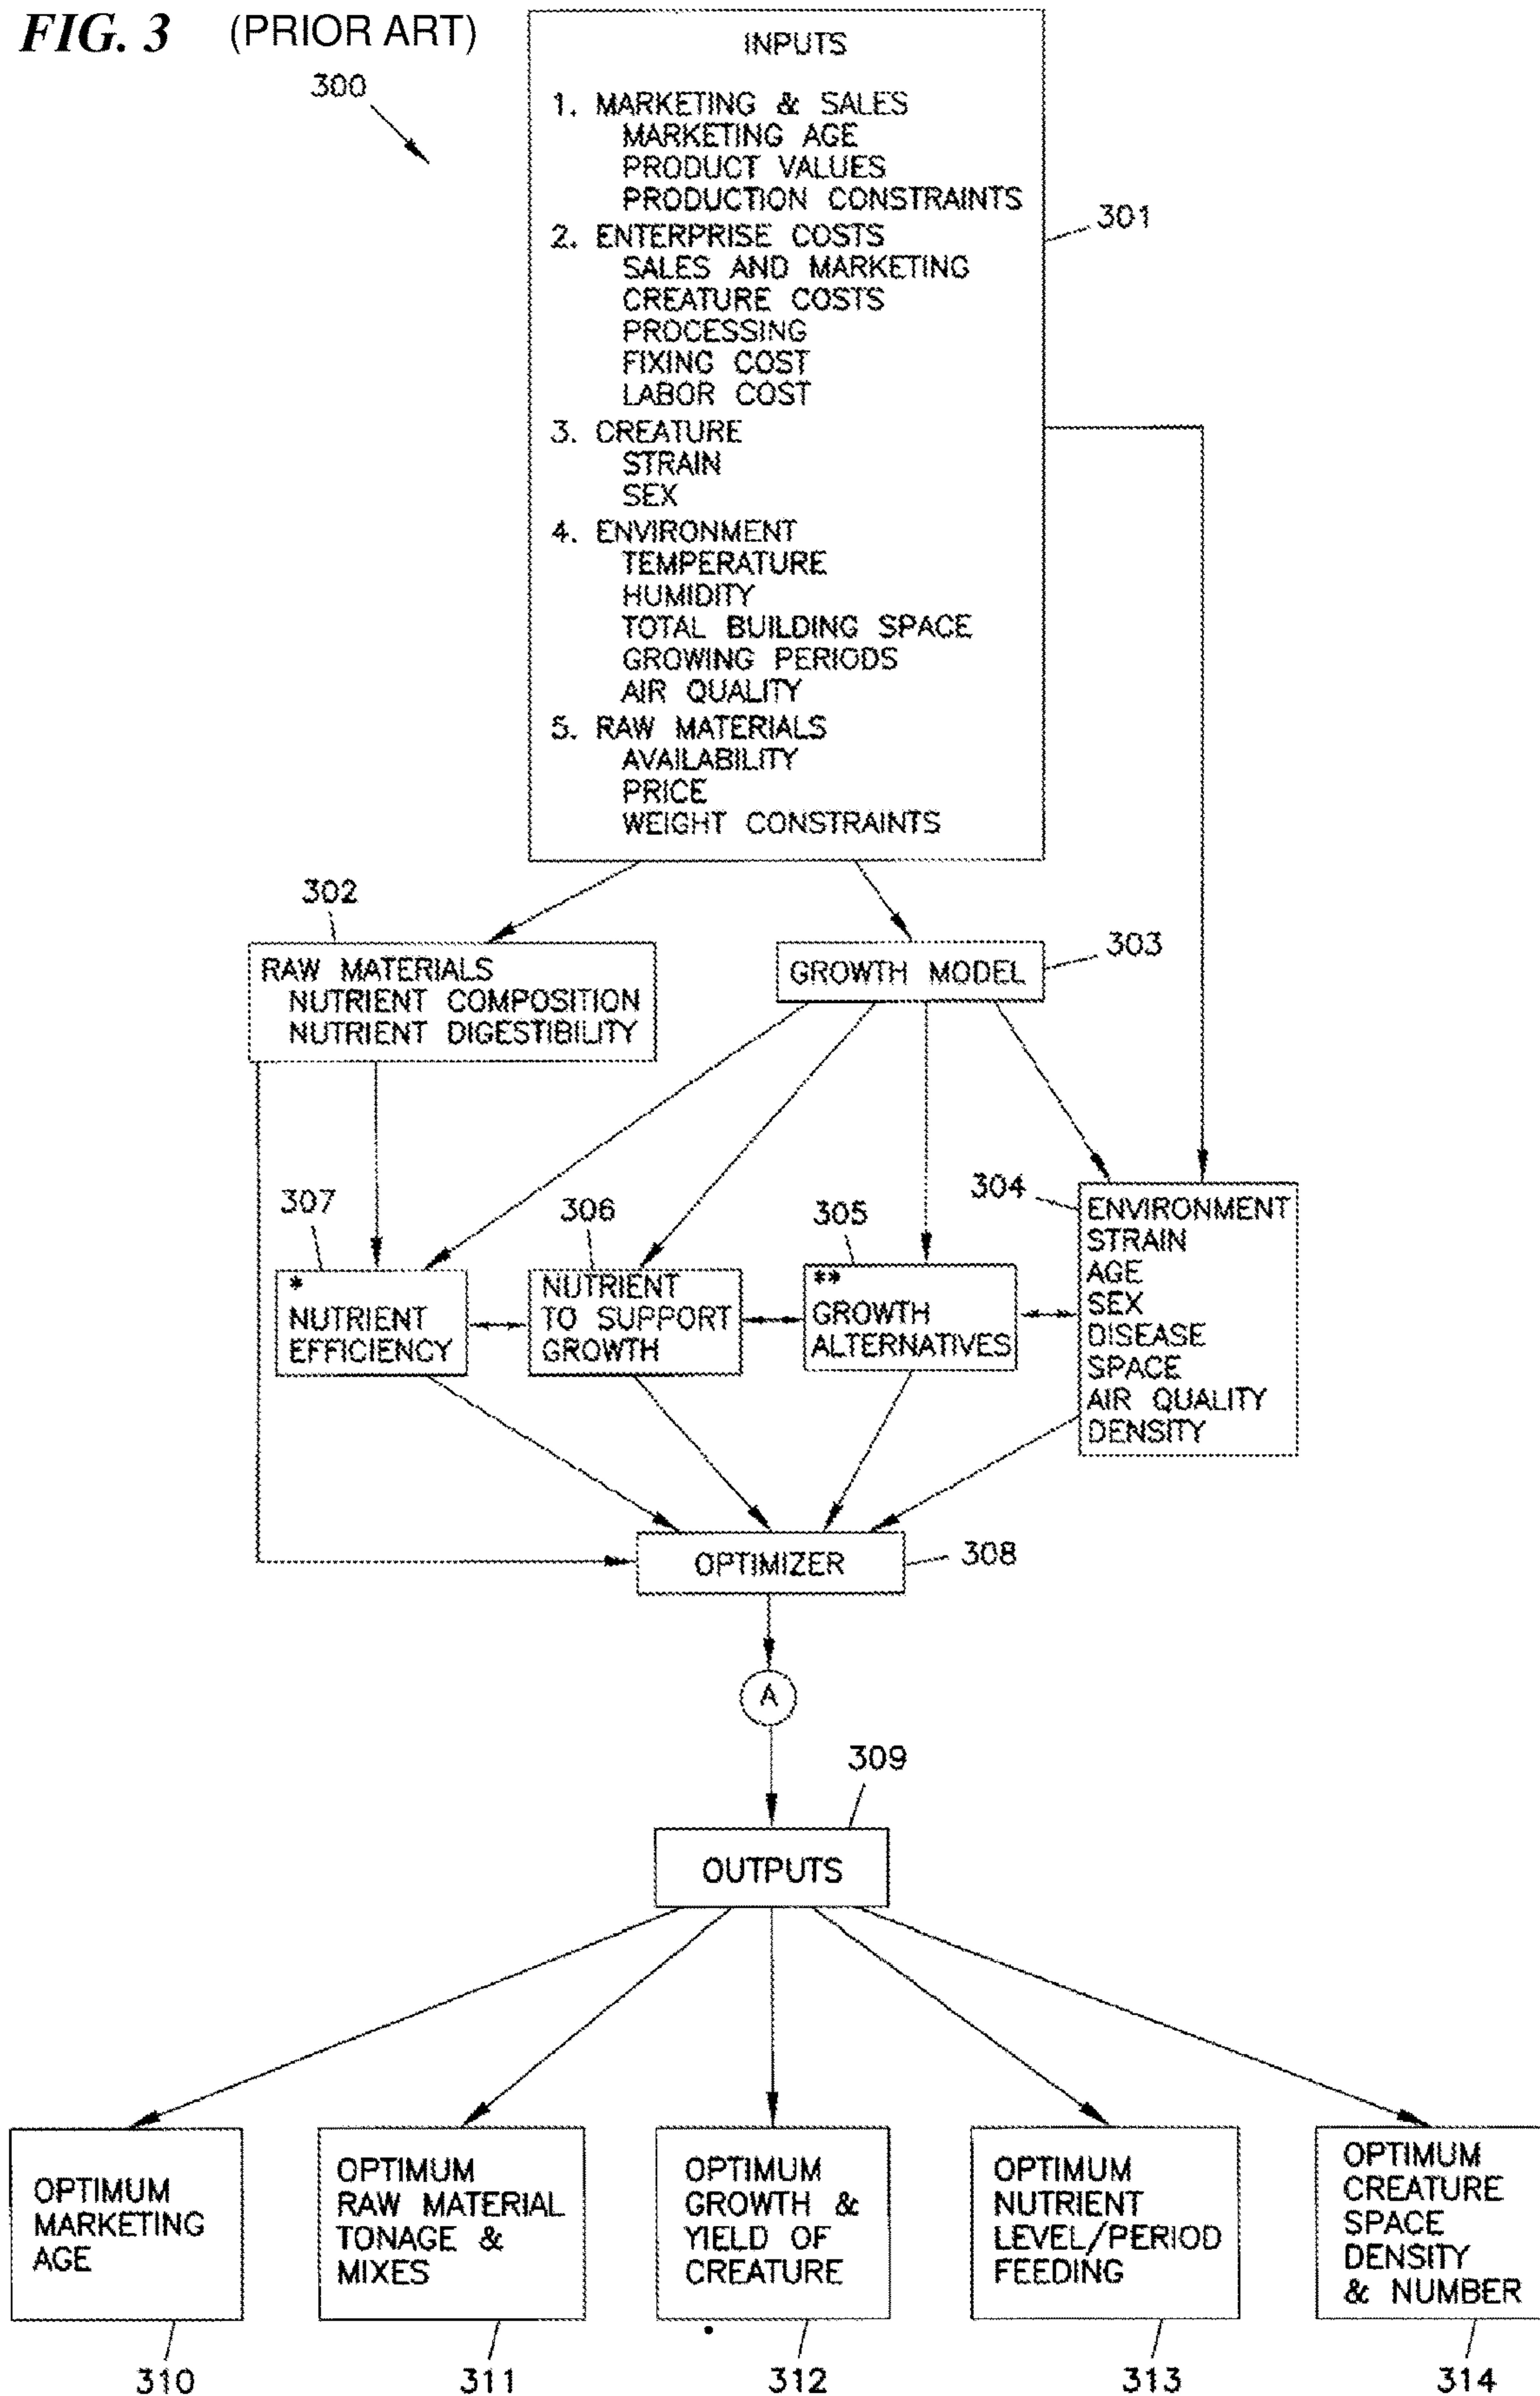 FIG. 3 (PRIOR ART)
300
INPUTS
1. MARKETING & SALES
MARKETING AGE
PRODUCT VALUES
PRODUCTION CONSTRAINTS
2. ENTERPRISE COSTS
SALES AND MARKETING
CREATURE COSTS
PROCESSING
FIXING COST
LABOR COST
3. CREATURE
STRAIN
SEX
4. ENVIRONMENT
TEMPERATURE
HUMIDITY
TOTAL BUILDING SPACE
GROWING PERIODS
AIR QUALITY
5. RAW MATERIALS
AVAILABILITY
PRICE
WEIGHT CONSTRAINTS
301
302
RAW MATERIALS
NUTRIENT COMPOSITION
NUTRIENT DIGESTIBILITY
GROWTH MODEL
303
307
*
NUTRIENT
EFFICIENCY
306
NUTRIENT
TO SUPPORT
GROWTH
305
**
GROWTH
ALTERNATIVES
304
ENVIRONMENT
STRAIN
AGE
SEX
DISEASE
SPACE
AIR QUALITY
DENSITY
OPTIMIZER
308
A
309
OUTPUTS
OPTIMUM
MARKETING
AGE
OPTIMUM
RAW MATERIAL
TONAGE &
MIXES
OPTIMUM
GROWTH &
YIELD OF
CREATURE
OPTIMUM
NUTRIENT
LEVEL/PERIOD
FEEDING
OPTIMUM
CREATURE
SPACE
DENSITY
& NUMBER
310
311
312
313
314